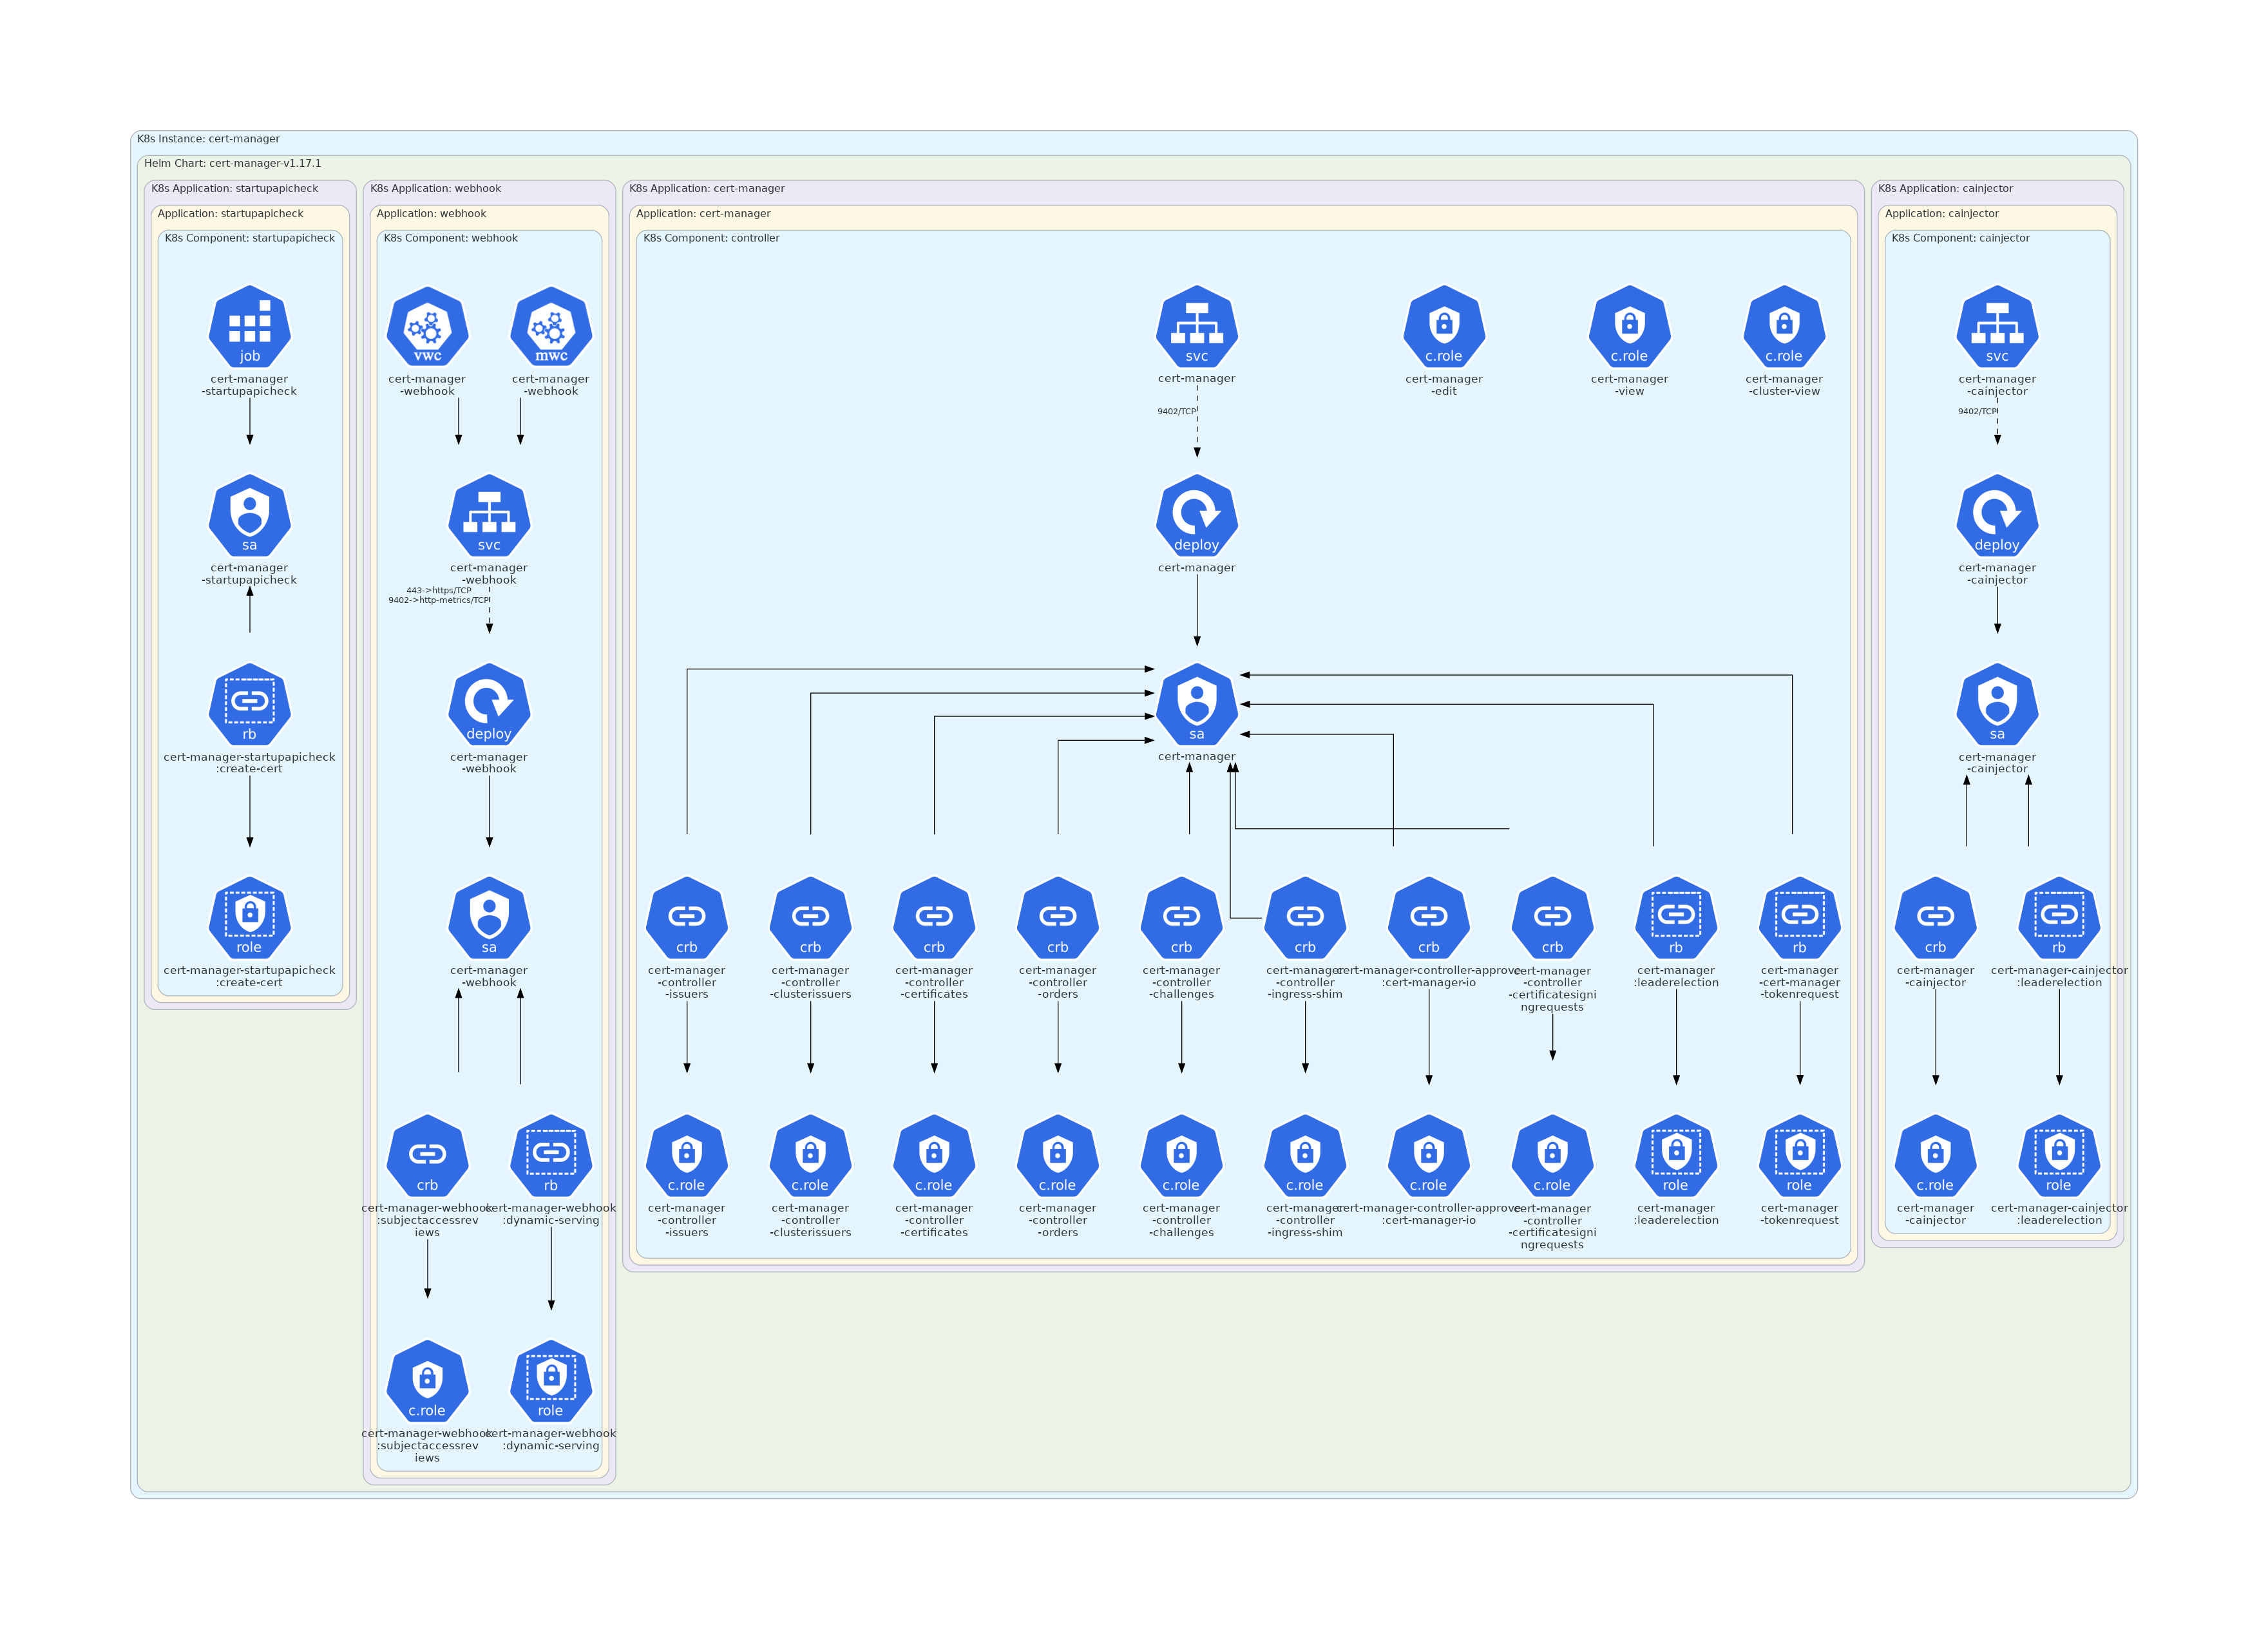 K8s Instance: cert-manager
Helm Chart: cert-manager-v1.17.1
K8s Application: startupapicheck
Application: startupapicheck
K8s Component: startupapicheck
job
cert-manager
-startupapicheck
sa
cert-manager
-startupapicheck
rb
cert-manager-startupapicheck
:create-cert
role
cert-manager-startupapicheck
:create-cert
K8s Application: webhook
Application: webhook
K8s Component: webhook
vwc
cert-manager
-webhook
mwc
cert-manager
-webhook
svc
cert-manager
-webhook
443->https/TCP
9402->http-metrics/TCP
deploy
cert-manager
-webhook
sa
cert-manager
-webhook
crb
cert-manager-webhook
:subjectaccessrev
iews
rb
cert-manager-webhook
:dynamic-serving
c.role
cert-manager-webhook
:subjectaccessrev
iews
role
cert-manager-webhook
:dynamic-serving
K8s Application: cert-manager
Application: cert-manager
K8s Component: controller
svc
cert-manager
9402/TCP
c.role
cert-manager
-edit
c.role
cert-manager
-view
c.role
cert-manager
-cluster-view
deploy
cert-manager
sa
cert-manager
crb
cert-manager
-controller
-issuers
crb
cert-manager
-controller
-clusterissuers
crb
cert-manager
-controller
-certificates
crb
cert-manager
-controller
-orders
crb
cert-manager
-controller
-challenges
crb
cert-manager
-controller
-ingress-shim
crb
cert-manager-controller-approve
:cert-manager-io
crb
cert-manager
-controller
-certificatesigni
ngrequests
rb
cert-manager
:leaderelection
rb
cert-manager
-cert-manager
-tokenrequest
c.role
cert-manager
-controller
-issuers
c.role
cert-manager
-controller
-clusterissuers
c.role
cert-manager
-controller
-certificates
c.role
cert-manager
-controller
-orders
c.role
cert-manager
-controller
-challenges
c.role
cert-manager
-controller
-ingress-shim
c.role
cert-manager-controller-approve
:cert-manager-io
c.role
cert-manager
-controller
-certificatesigni
ngrequests
role
cert-manager
:leaderelection
role
cert-manager
-tokenrequest
K8s Application: cainjector
Application: cainjector
K8s Component: cainjector
svc
cert-manager
-cainjector
9402/TCP
deploy
cert-manager
-cainjector
sa
cert-manager
-cainjector
crb
cert-manager
-cainjector
rb
cert-manager-cainjector
:leaderelection
c.role
cert-manager
-cainjector
role
cert-manager-cainjector
:leaderelection